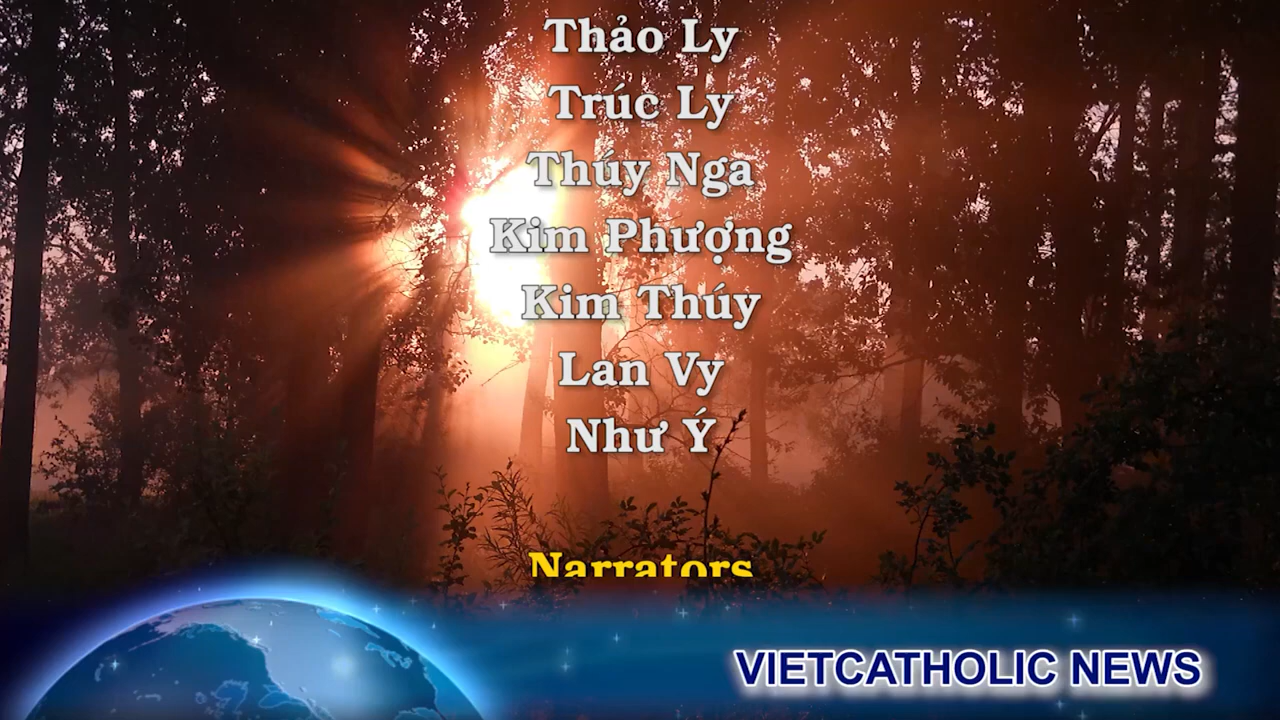 Thảo Ly
Trúc Ly
Thúy Nga
Kim Phượng
Kim Thúy
Lan Vy
Như Ý
Narrators
VIETCATHOLIC NEWS